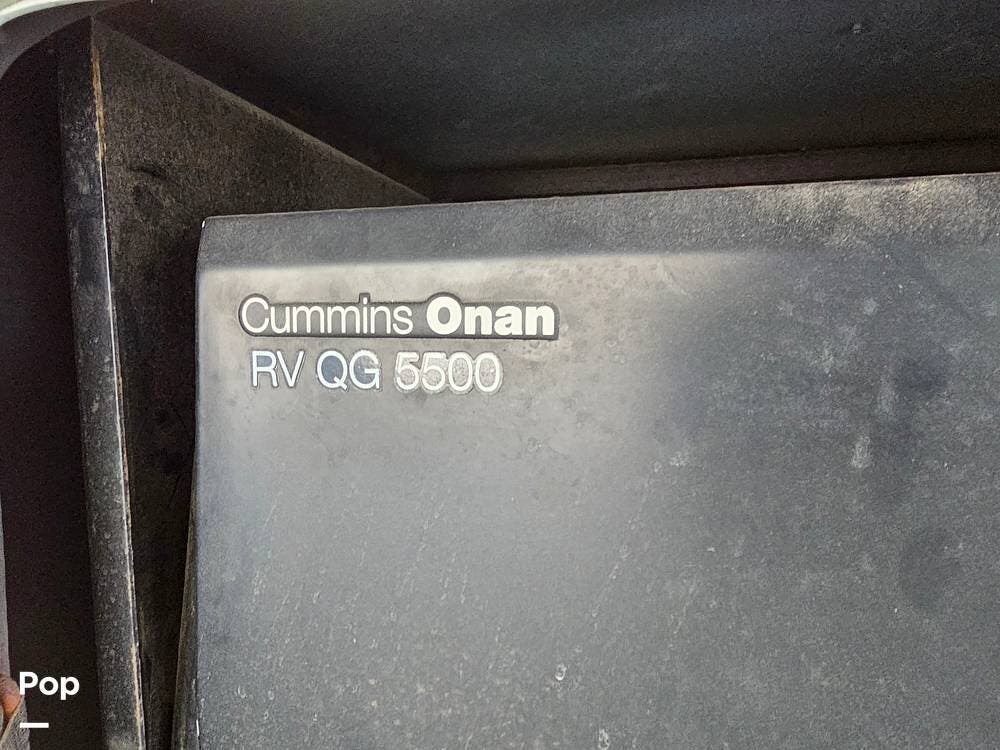 Cummins Onan
RV QG 5500
Pop